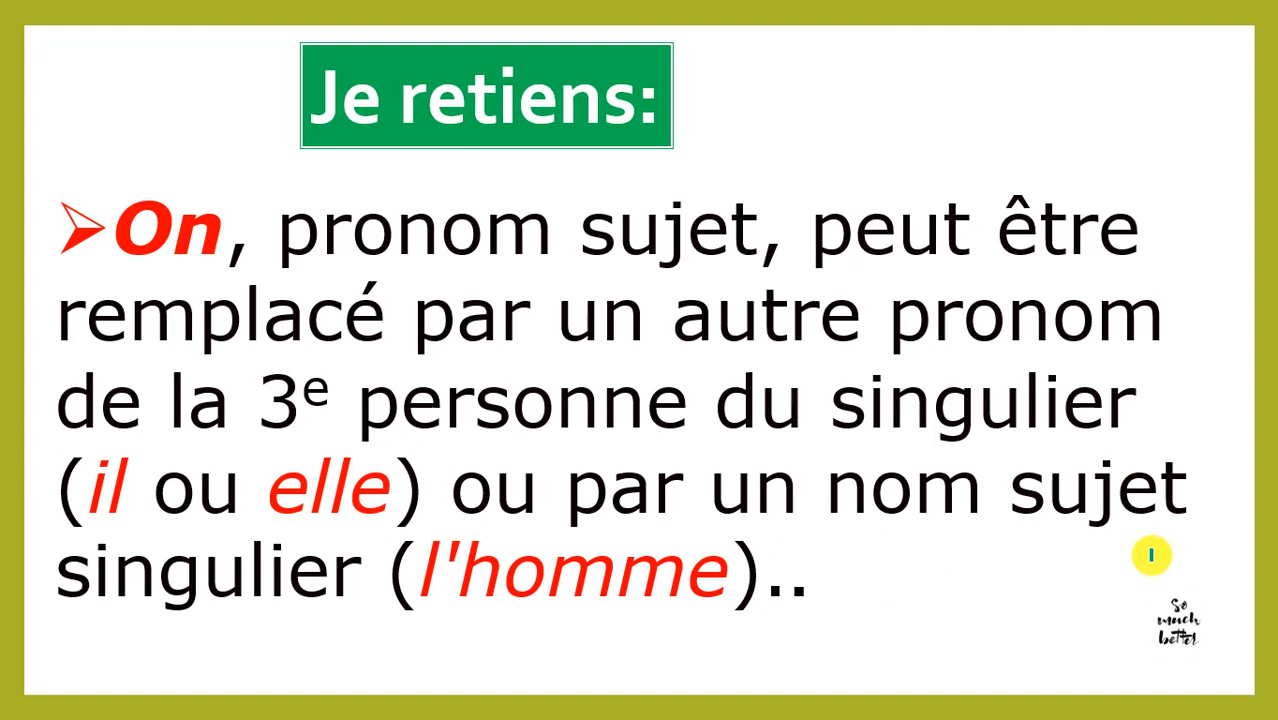 Je retiens:
On, pronom sujet, peut être
remplacé par un autre pronom
de la 3e personne du singulier
(il ou elle) ou par un nom sujet
singulier (l'homme)..
So
much
better